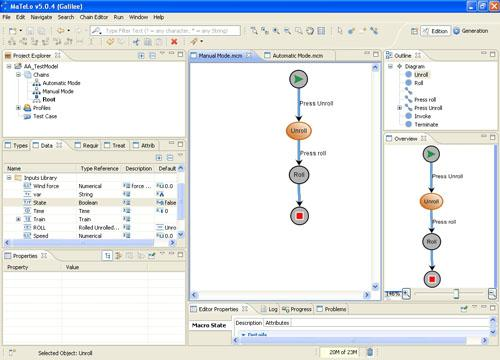 MaTeLo v5.0.4 (Galilee)
File Edit Navigate Search Chain Editor Run Window Help
Type Filter Text (? = any character, * = any String)
Edition Generation
Project Explorer
AA_TestModel
Chains
Automatic Mode
Manual Mode
Root
Profiles
Test Case
Types Data Requir Treat Attrib
Name Type Reference Description Default
Inputs Library
Wind force Numerical force ... 0.0
var String
State Boolean False
Time Time 0
Train Train
ROLL Rolled Unrolled... Unro
Speed Numerical 0.0
Properties
Property Value
Manual Mode.mcm Automatic Mode.mcm
Press Unroll
Unroll
Press roll
Roll
Editor Properties Log Progress Problems
Macro State
Description Attributes
Details
Outline
Diagram
Unroll
Roll
Press roll
Press Unroll
Invoke
Terminate
Overview
Press Unroll
Unroll
Press roll
Roll
146%
Selected Object: Unroll
20M of 23M